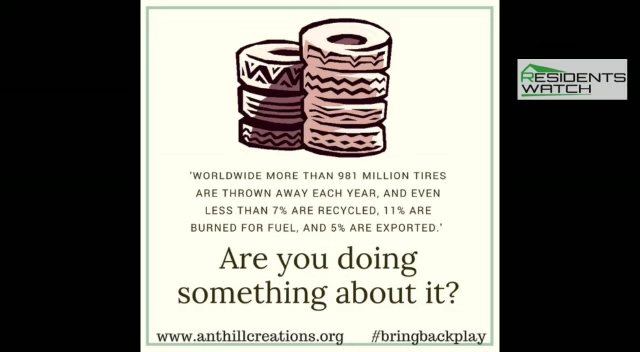 RESIDENTS
WATCH
'WORLDWIDE MORE THAN 981 MILLION TIRES
ARE THROWN AWAY EACH YEAR, AND EVEN
LESS THAN 7% ARE RECYCLED, 11% ARE
BURNED FOR FUEL, AND 5% ARE EXPORTED.'
Are you doing
something about it?
www.anthillcreations.org #bringbackplay